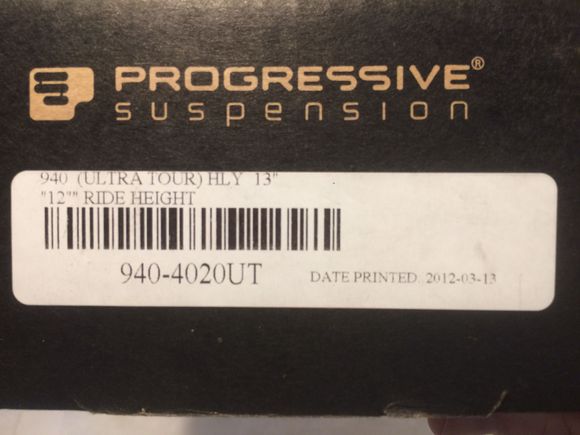 PROGRESSIVE®
suspension
940 (ULTRA TOUR) HLY 13"
"12"" RIDE HEIGHT
940-4020UT
DATE PRINTED: 2012-03-13